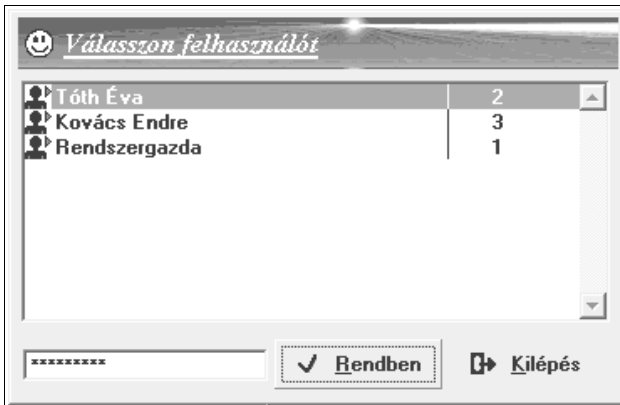 Válasszon felhasználót
Tóth Éva 2
Kovács Endre 3
Rendszergazda 1
********* Rendben Kilépés